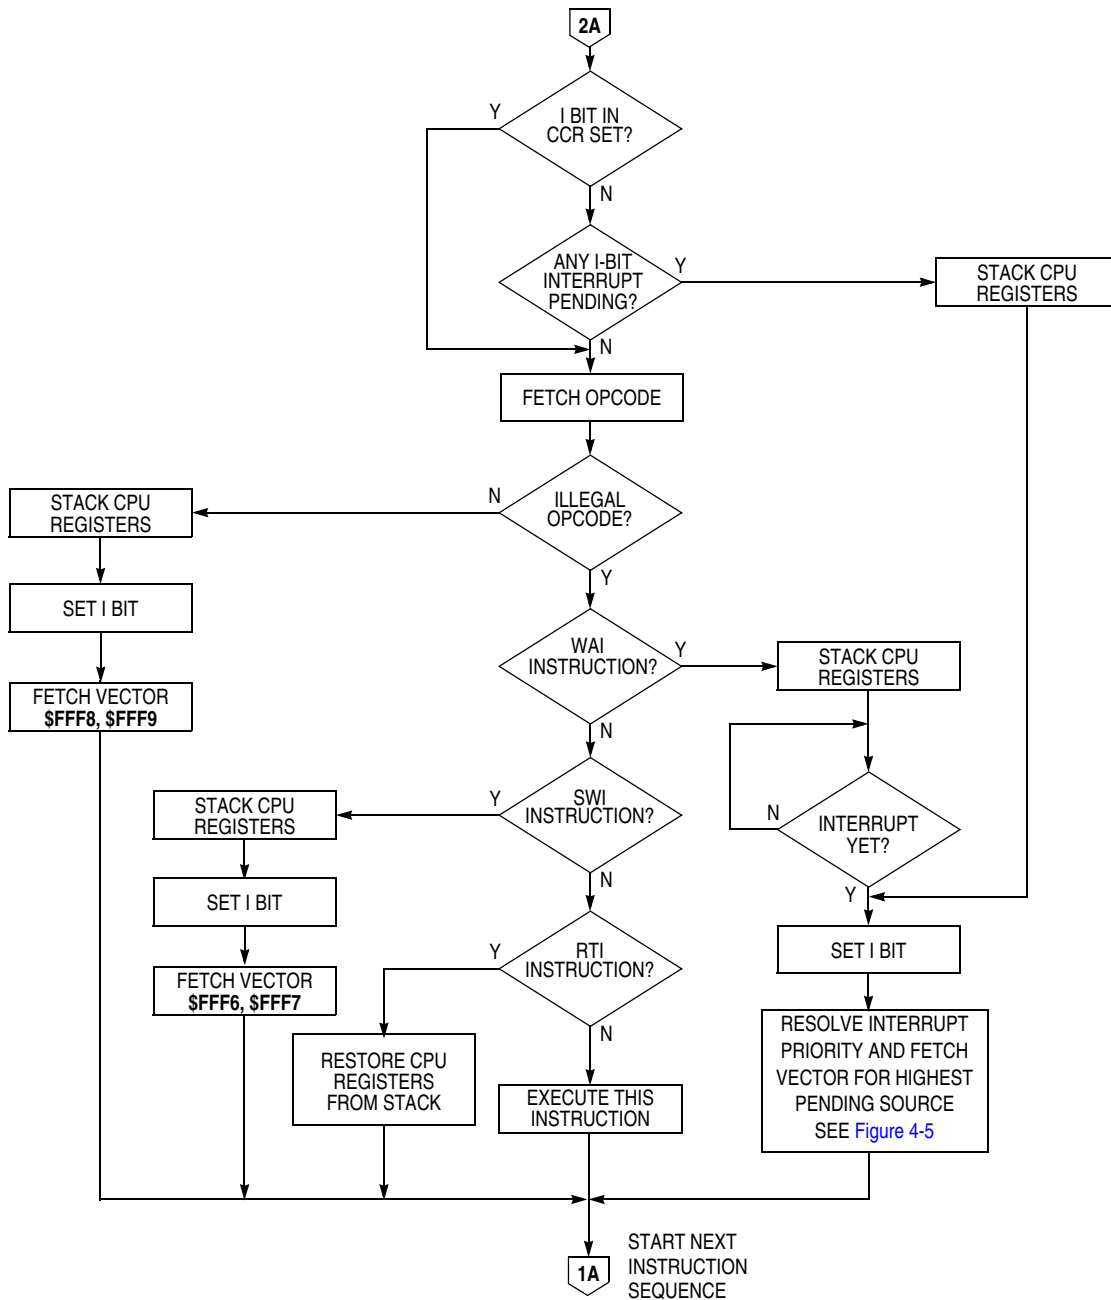 2A
Y
I BIT IN
CCR SET?
N
ANY I-BIT
INTERRUPT
PENDING?
Y
STACK CPU
REGISTERS
N
FETCH OPCODE
STACK CPU
REGISTERS
N
ILLEGAL
OPCODE?
Y
SET I BIT
WAI
INSTRUCTION?
Y
STACK CPU
REGISTERS
FETCH VECTOR
$FFF8, $FFF9
N
STACK CPU
REGISTERS
Y
SWI
INSTRUCTION?
N
INTERRUPT
YET?
N
Y
SET I BIT
Y
RTI
INSTRUCTION?
SET I BIT
FETCH VECTOR
$FFF6, $FFF7
N
RESTORE CPU
REGISTERS
FROM STACK
EXECUTE THIS
INSTRUCTION
RESOLVE INTERRUPT
PRIORITY AND FETCH
VECTOR FOR HIGHEST
PENDING SOURCE
SEE Figure 4-5
1A
START NEXT
INSTRUCTION
SEQUENCE